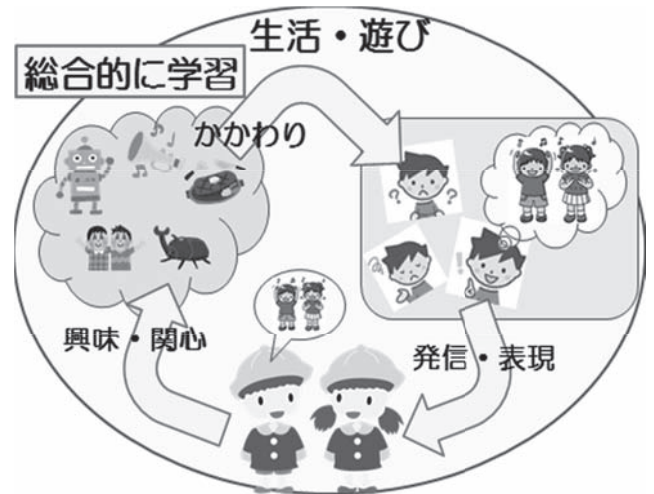 生活・遊び
総合的に学習
かかわり
興味・関心
発信・表現